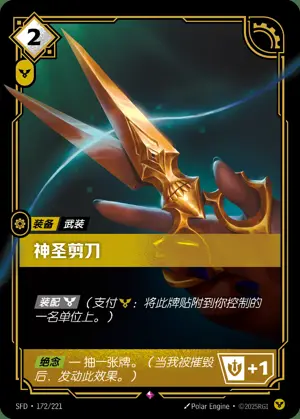 2
装备 武装
神圣剪刀
装配 （支付 ：将此牌贴附到你控制的
一名单位上。）
绝念 — 抽一张牌。（当我被摧毁
后，发动此效果。）
+1
SFD • 172/221
Polar Engine ©2025RGI